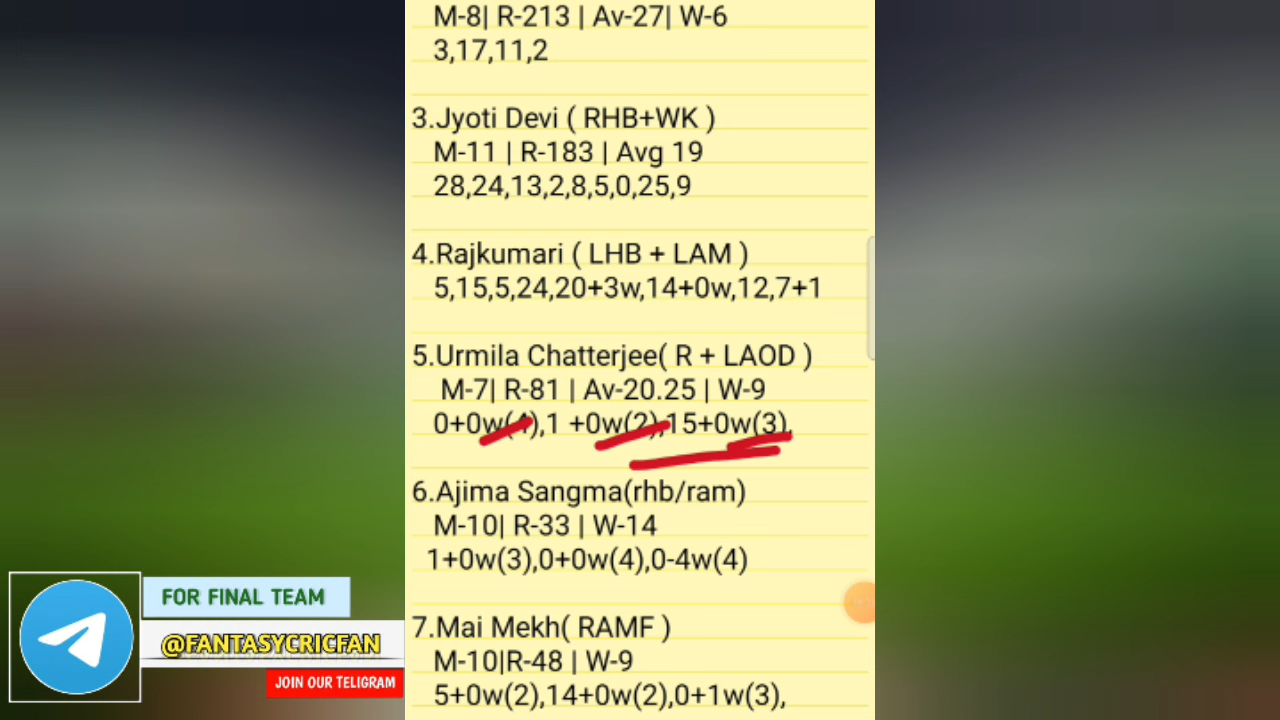 M-8| R-213 | Av-27| W-6
3,17,11,2
3.Jyoti Devi ( RHB+WK )
M-11 | R-183 | Avg 19
28,24,13,2,8,5,0,25,9
4.Rajkumari ( LHB + LAM )
5,15,5,24,20+3w,14+0w,12,7+1
5.Urmila Chatterjee( R + LAOD )
M-7| R-81 | Av-20.25 | W-9
0+0w(4),1 +0w(2),15+0w(3),
6.Ajima Sangma(rhb/ram)
M-10| R-33 | W-14
1+0w(3),0+0w(4),0-4w(4)
7.Mai Mekh( RAMF )
M-10|R-48 | W-9
5+0w(2),14+0w(2),0+1w(3),
FOR FINAL TEAM
@FANTASYCRICFAN
JOIN OUR TELIGRAM